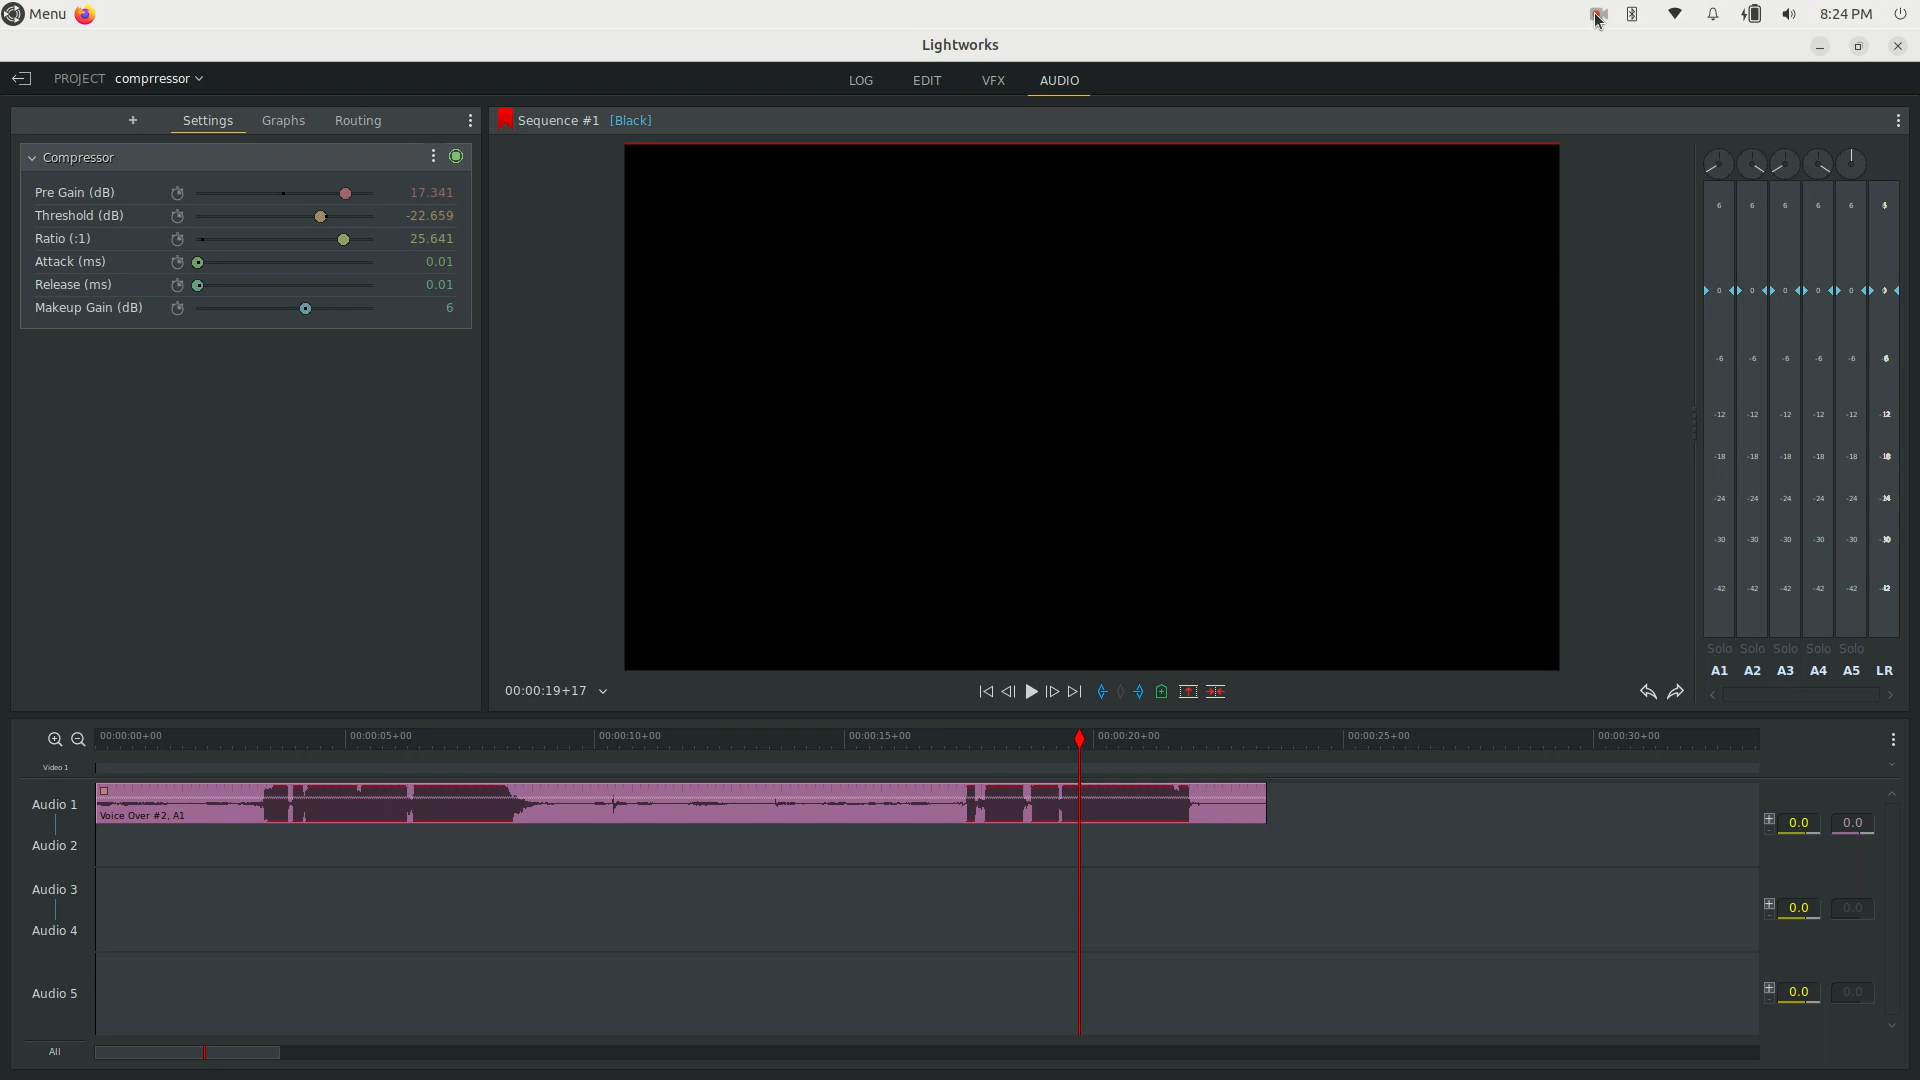 Menu 8:24 PM
Lightworks
PROJECT comprressor LOG EDIT VFX AUDIO
+ Settings Graphs Routing
Sequence #1 [Black]
Compressor
Pre Gain (dB) 17.341
Threshold (dB) -22.659
Ratio (:1) 25.641
Attack (ms) 0.01
Release (ms) 0.01
Makeup Gain (dB) 6
6 6 6 6 6
0 0 0 0 0
-6 -6 -6 -6 -6
-12 -12 -12 -12 -12
-18 -18 -18 -18 -18
-24 -24 -24 -24 -24
-30 -30 -30 -30 -30
-42 -42 -42 -42 -42
Solo Solo Solo Solo Solo
A1 A2 A3 A4 A5 LR
00:00:19+17
00:00:00+00 00:00:05+00 00:00:10+00 00:00:15+00 00:00:20+00 00:00:25+00 00:00:30+00
Video 1
Audio 1
Voice Over #2, A1
0.0 0.0
Audio 2
Audio 3
0.0 0.0
Audio 4
Audio 5
0.0 0.0
All